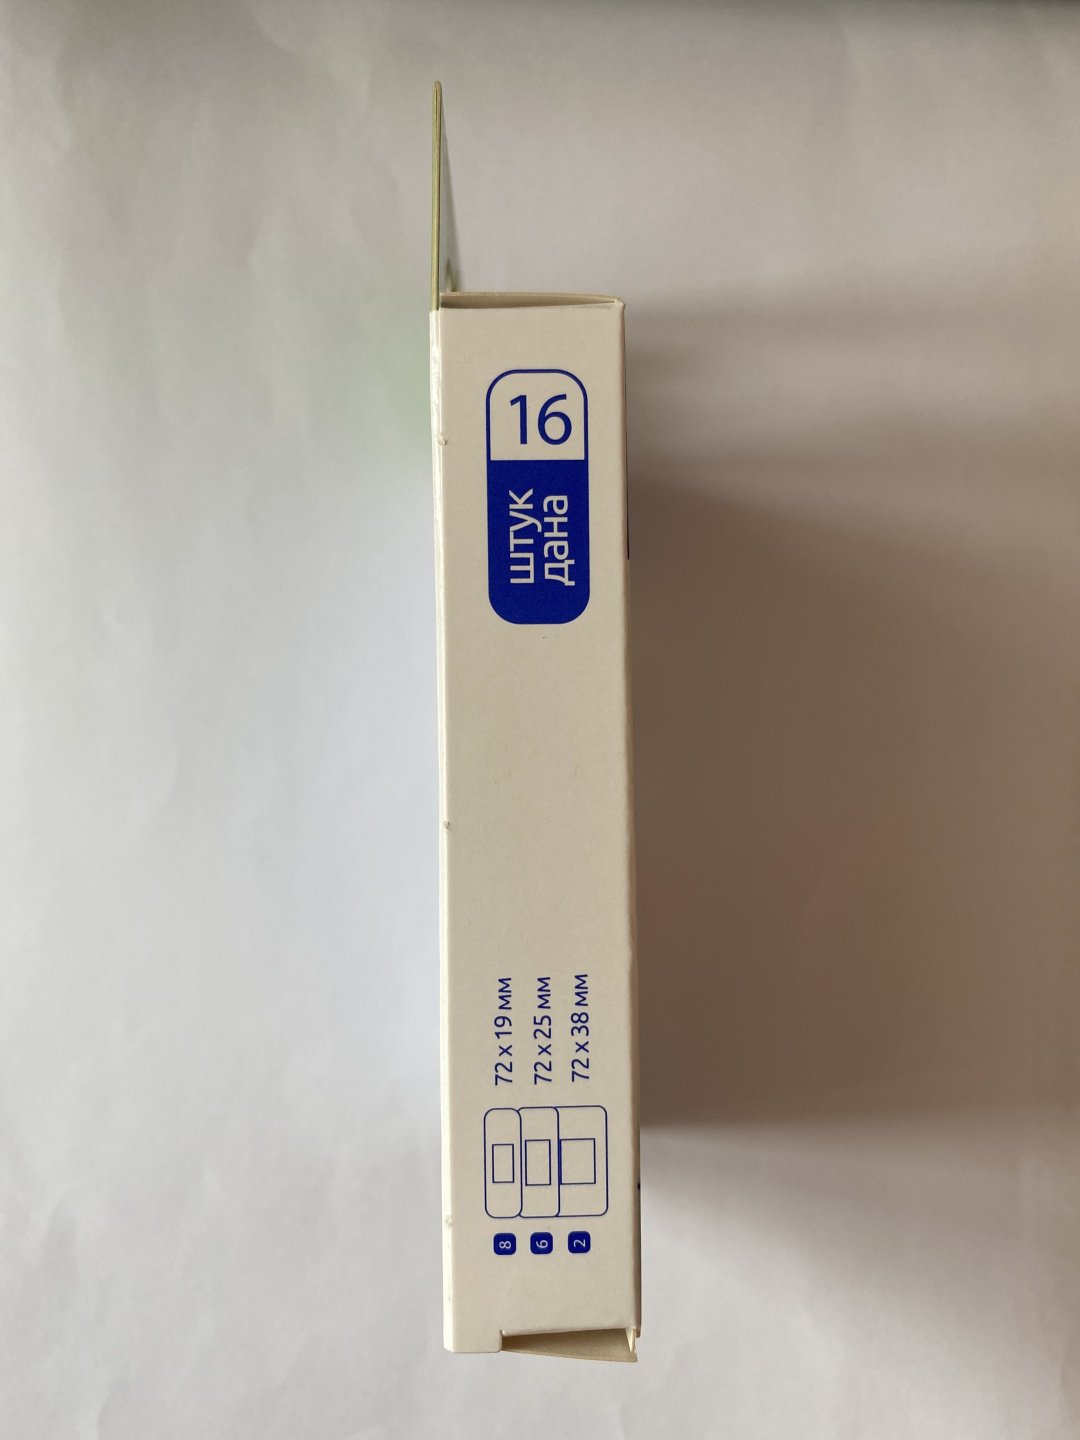 16
штук
дана
8 72 x 19 мм
6 72 x 25 мм
2 72 x 38 мм